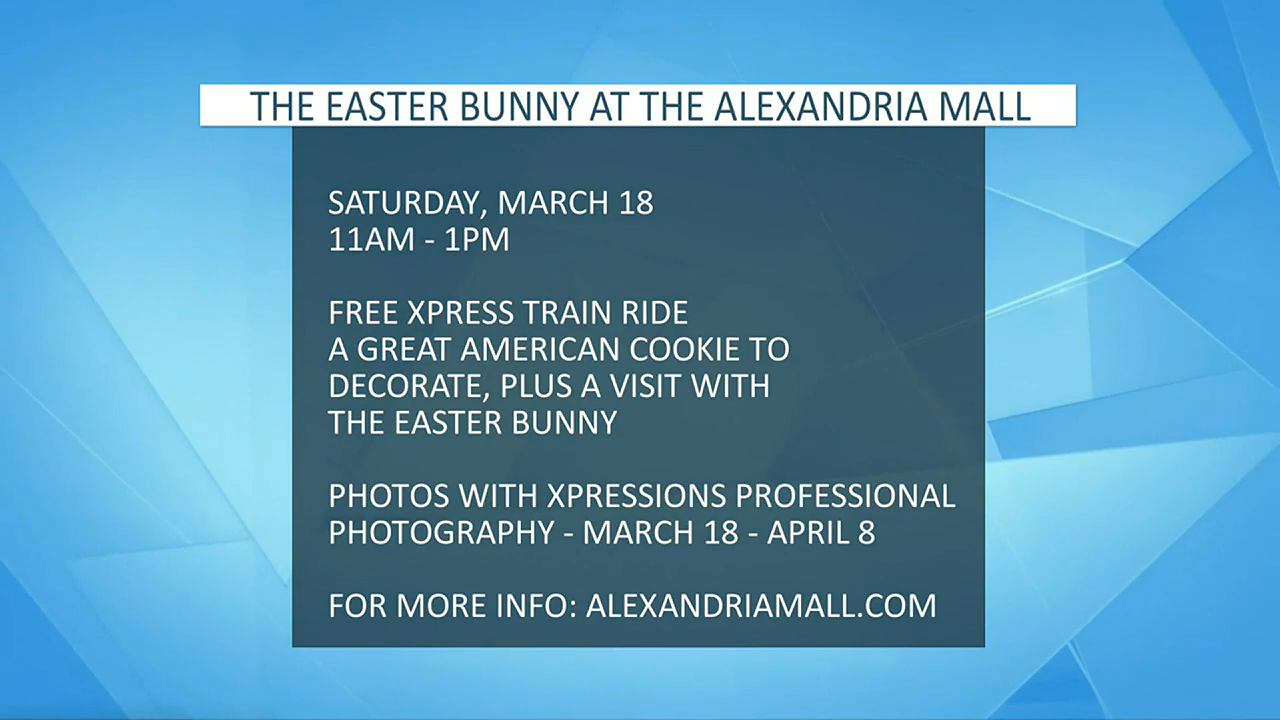 THE EASTER BUNNY AT THE ALEXANDRIA MALL
SATURDAY, MARCH 18
11AM - 1PM
FREE XPRESS TRAIN RIDE
A GREAT AMERICAN COOKIE TO
DECORATE, PLUS A VISIT WITH
THE EASTER BUNNY
PHOTOS WITH XPRESSIONS PROFESSIONAL
PHOTOGRAPHY - MARCH 18 - APRIL 8
FOR MORE INFO: ALEXANDRIAMALL.COM